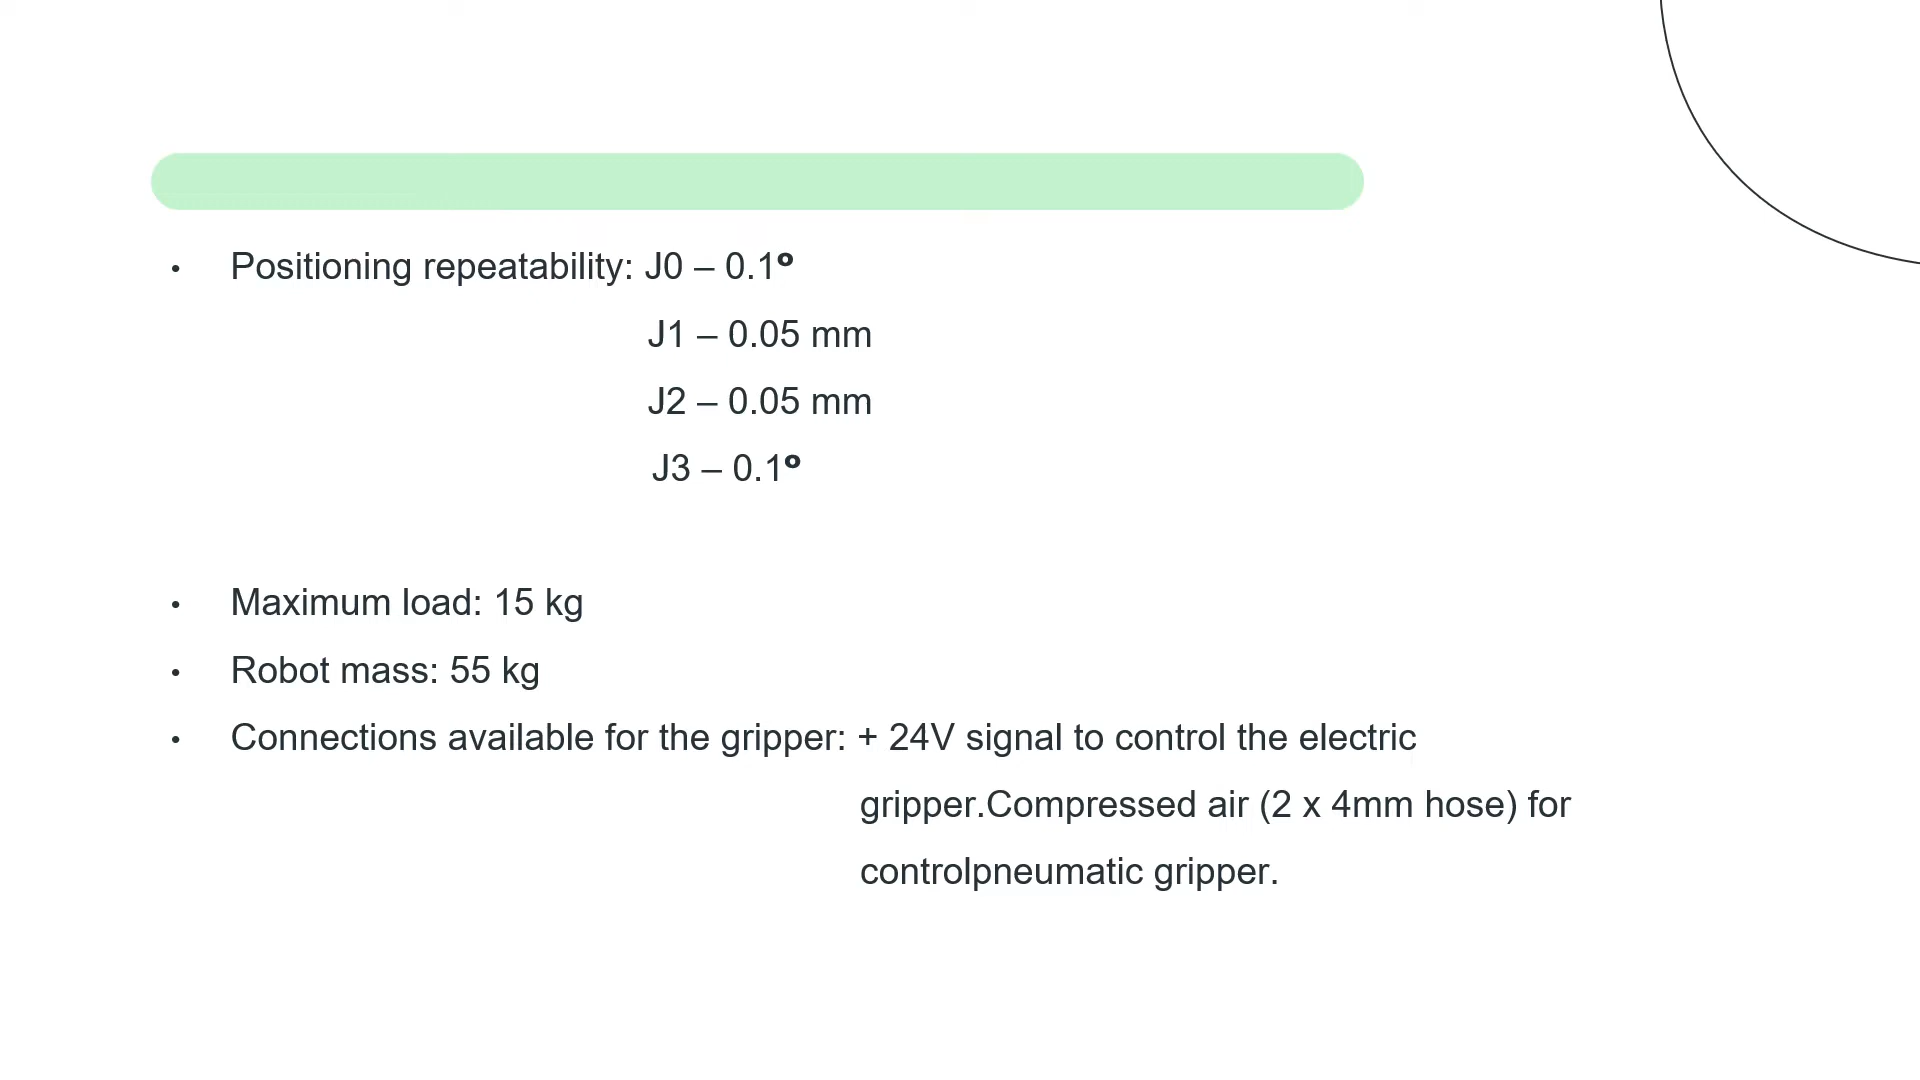 • Positioning repeatability: J0 – 0.1º
J1 – 0.05 mm
J2 – 0.05 mm
J3 – 0.1º
• Maximum load: 15 kg
• Robot mass: 55 kg
• Connections available for the gripper: + 24V signal to control the electric
gripper.Compressed air (2 x 4mm hose) for
controlpneumatic gripper.